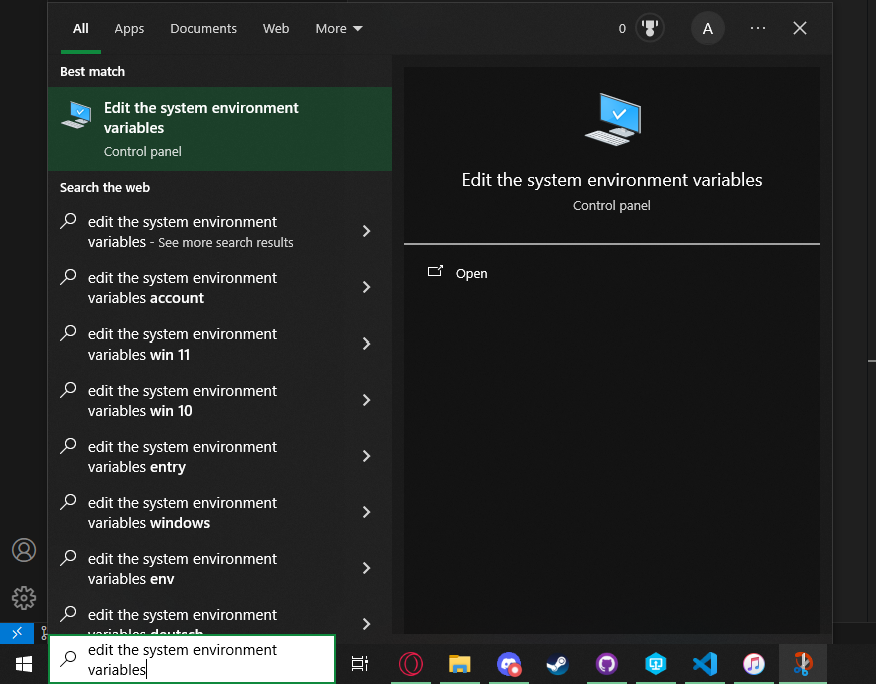 All Apps Documents Web More 0 A ...
Best match
Edit the system environment
variables
Control panel
Search the web
edit the system environment
variables - See more search results
edit the system environment
variables account
edit the system environment
variables win 11
edit the system environment
variables win 10
edit the system environment
variables entry
edit the system environment
variables windows
edit the system environment
variables env
edit the system environment
variables deutsch
edit the system environment
variables
Edit the system environment variables
Control panel
Open